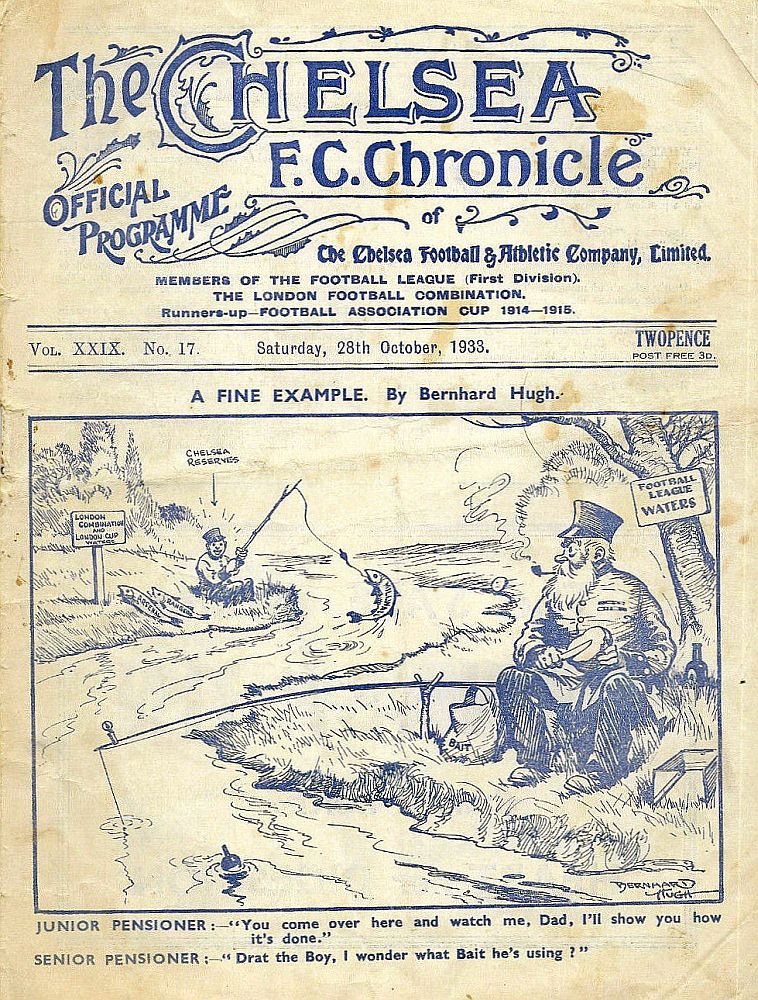 The CHELSEA
F.C. Chronicle
OFFICIAL
PROGRAMME
of
The Chelsea Football & Athletic Company, Limited.
MEMBERS OF THE FOOTBALL LEAGUE (First Division).
THE LONDON FOOTBALL COMBINATION.
Runners-up—FOOTBALL ASSOCIATION CUP 1914—1915.
VOL. XXIX. No. 17.
Saturday, 28th October, 1933.
TWOPENCE
POST FREE 3D.
A FINE EXAMPLE. By Bernhard Hugh.
CHELSEA
RESERVES
FOOTBALL
LEAGUE
WATERS
LONDON
COMBINATION
AND
LONDON CUP
WATERS
BAIT
BERNHARD
HUGH
JUNIOR PENSIONER:—"You come over here and watch me, Dad, I'll show you how
it's done."
SENIOR PENSIONER:—"Drat the Boy, I wonder what Bait he's using?"